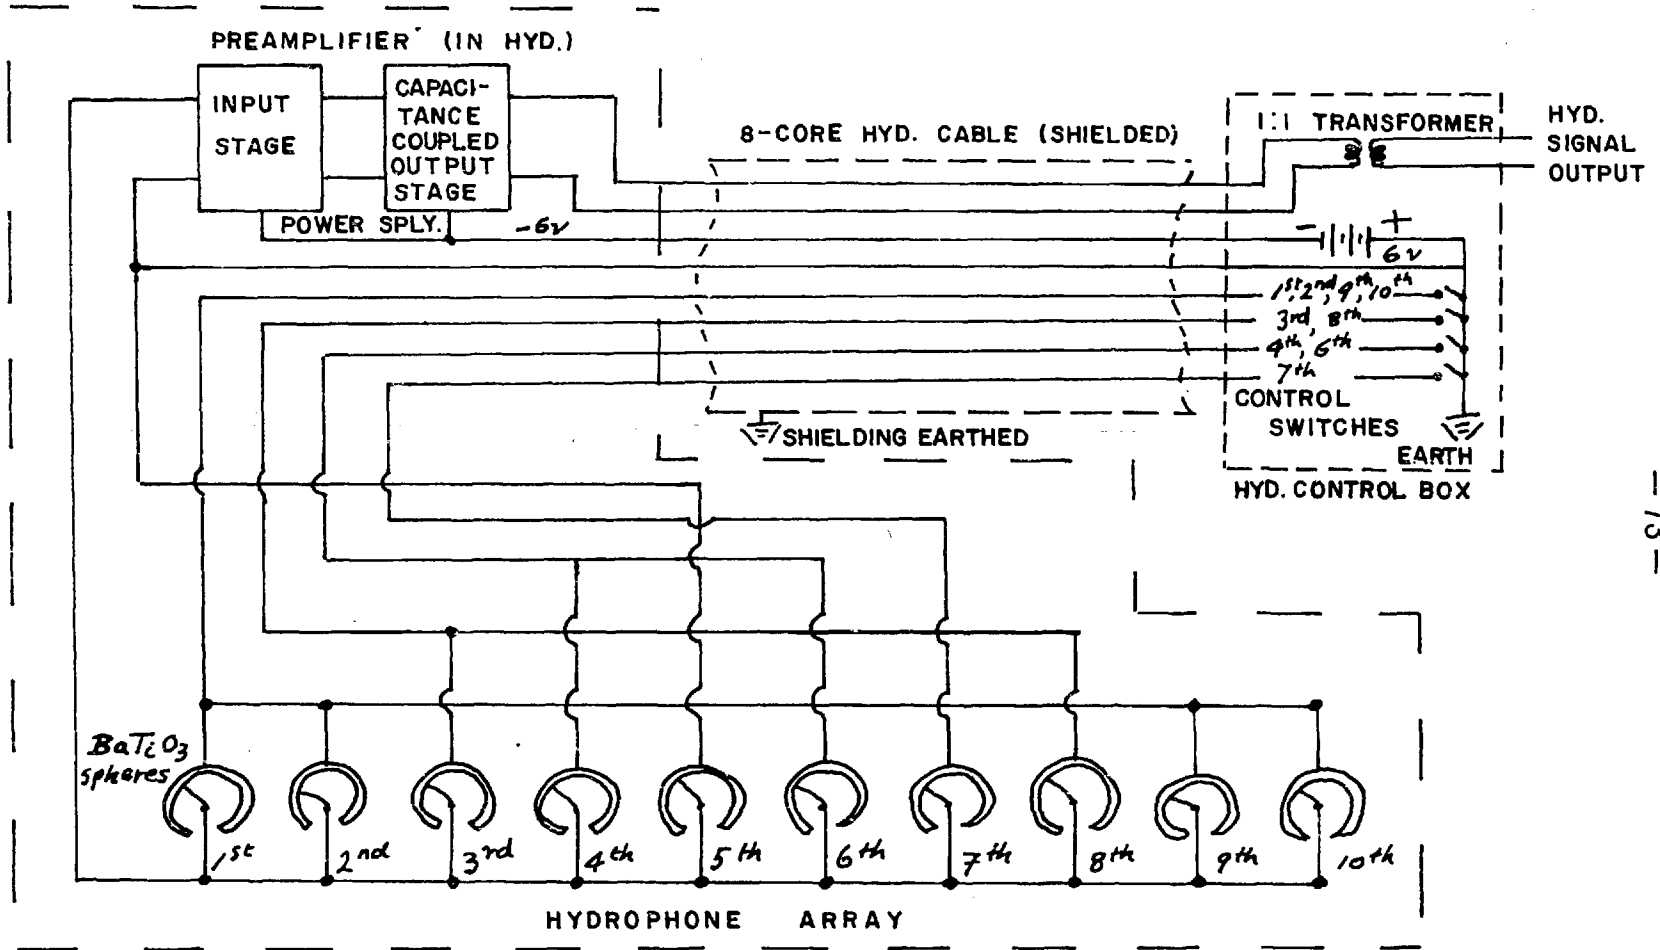 PREAMPLIFIER (IN HYD.)
INPUT
STAGE
CAPACI-
TANCE
COUPLED
OUTPUT
STAGE
POWER SPLY.
-6v
8-CORE HYD. CABLE (SHIELDED)
1:1 TRANSFORMER
HYD.
SIGNAL
OUTPUT
- +
6v
1st, 2nd, 9th, 10th
3rd, 8th
4th, 6th
7th
CONTROL
SWITCHES
EARTH
HYD. CONTROL BOX
SHIELDING EARTHED
BaTiO3
spheres
1st
2nd
3rd
4th
5th
6th
7th
8th
9th
10th
HYDROPHONE ARRAY